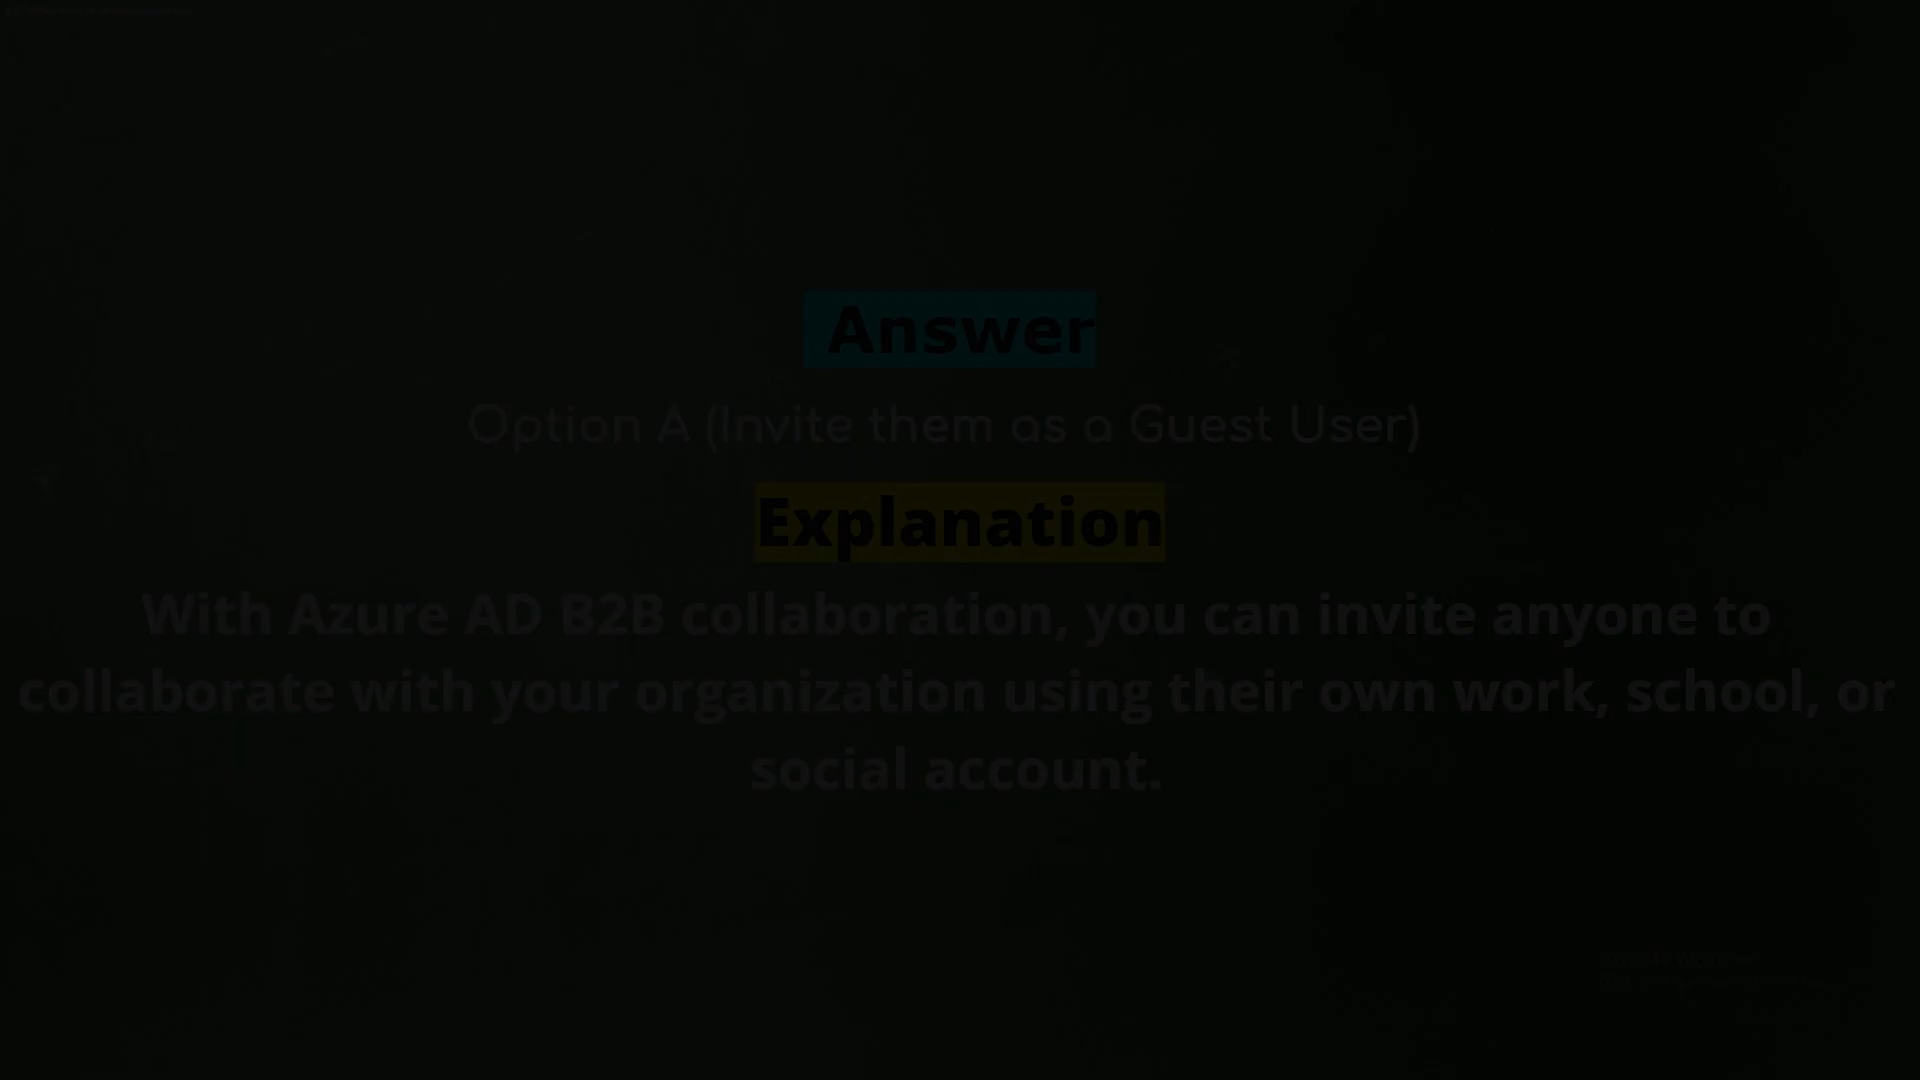 Answer
Option A (Invite them as a Guest User)
Explanation
With Azure AD B2B collaboration, you can invite anyone to
collaborate with your organization using their own work, school, or
social account.